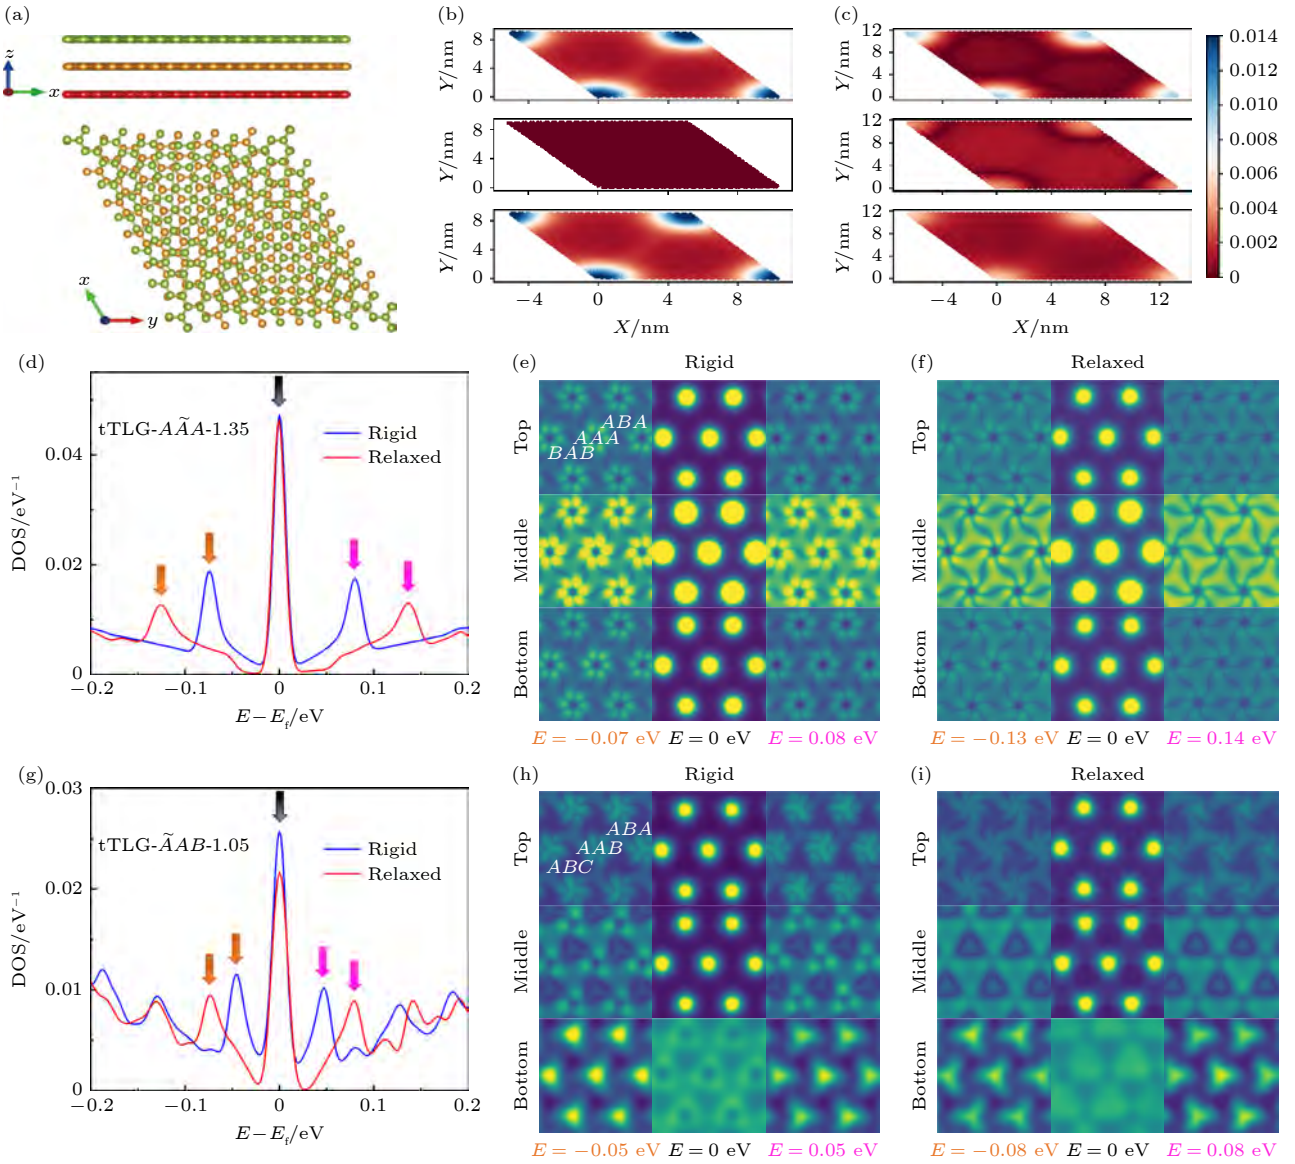 (a)
z̃
x
x
y
(b)
Y/nm
8
4
0
Y/nm
8
4
0
Y/nm
8
4
0
−4
0
4
8
X/nm
(c)
Y/nm
12
8
4
0
Y/nm
12
8
4
0
Y/nm
12
8
4
0
−4
0
4
8
12
X/nm
0.014
0.012
0.010
0.008
0.006
0.004
0.002
0
(d)
DOS/eV⁻¹
0.04
0.02
0
tTLG-AÃA-1.35
Rigid
Relaxed
−0.2
−0.1
0
0.1
0.2
E−E_f/eV
(e)
Rigid
Top
Middle
Bottom
ABA
AAA
BAB
E=−0.07 eV
E=0 eV
E=0.08 eV
(f)
Relaxed
Top
Middle
Bottom
E=−0.13 eV
E=0 eV
E=0.14 eV
(g)
DOS/eV⁻¹
0.03
0.02
0.01
0
tTLG-ÃAB-1.05
Rigid
Relaxed
−0.2
−0.1
0
0.1
0.2
E−E_f/eV
(h)
Rigid
Top
Middle
Bottom
ABA
AAB
ABC
E=−0.05 eV
E=0 eV
E=0.05 eV
(i)
Relaxed
Top
Middle
Bottom
E=−0.08 eV
E=0 eV
E=0.08 eV